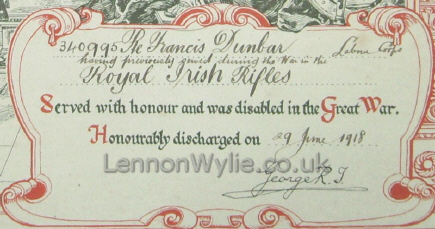 340995 Pte Francis Dunbar Labour Corps
having previously served during the War in the
Royal Irish Rifles
Served with honour and was disabled in the Great War.
Honourably discharged on 29 June 1918
LennonWylie.co.uk
George R.I.